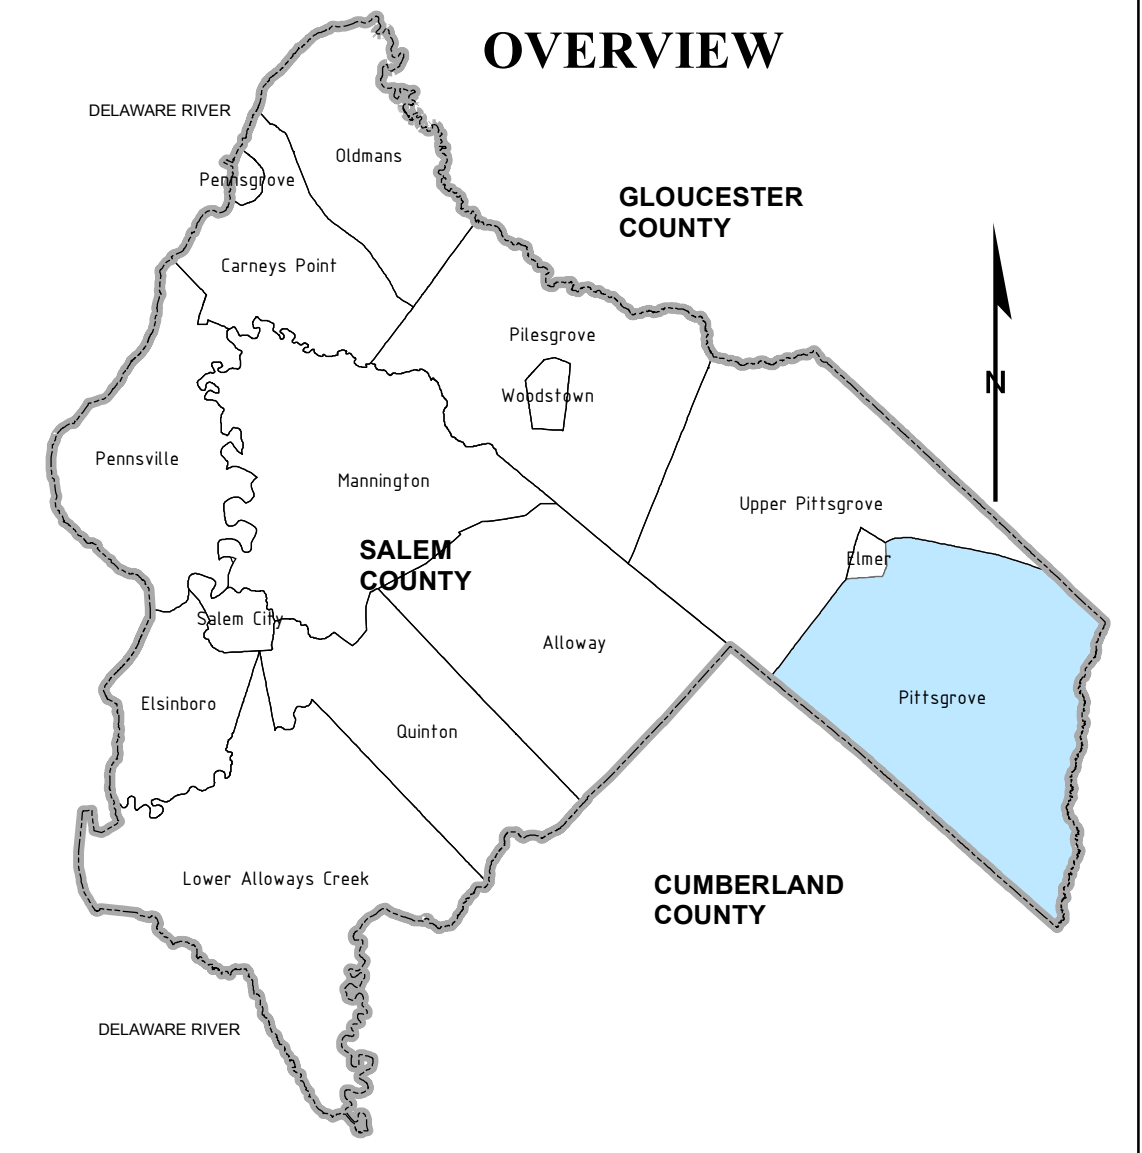 OVERVIEW
DELAWARE RIVER
Oldmans
Pennsgrove
GLOUCESTER
COUNTY
Carneys Point
Pilesgrove
N
Woodstown
Pennsville
Mannington
Upper Pittsgrove
SALEM
COUNTY
Elmer
Salem City
Alloway
Elsinboro
Pittsgrove
Quinton
Lower Alloways Creek
CUMBERLAND
COUNTY
DELAWARE RIVER